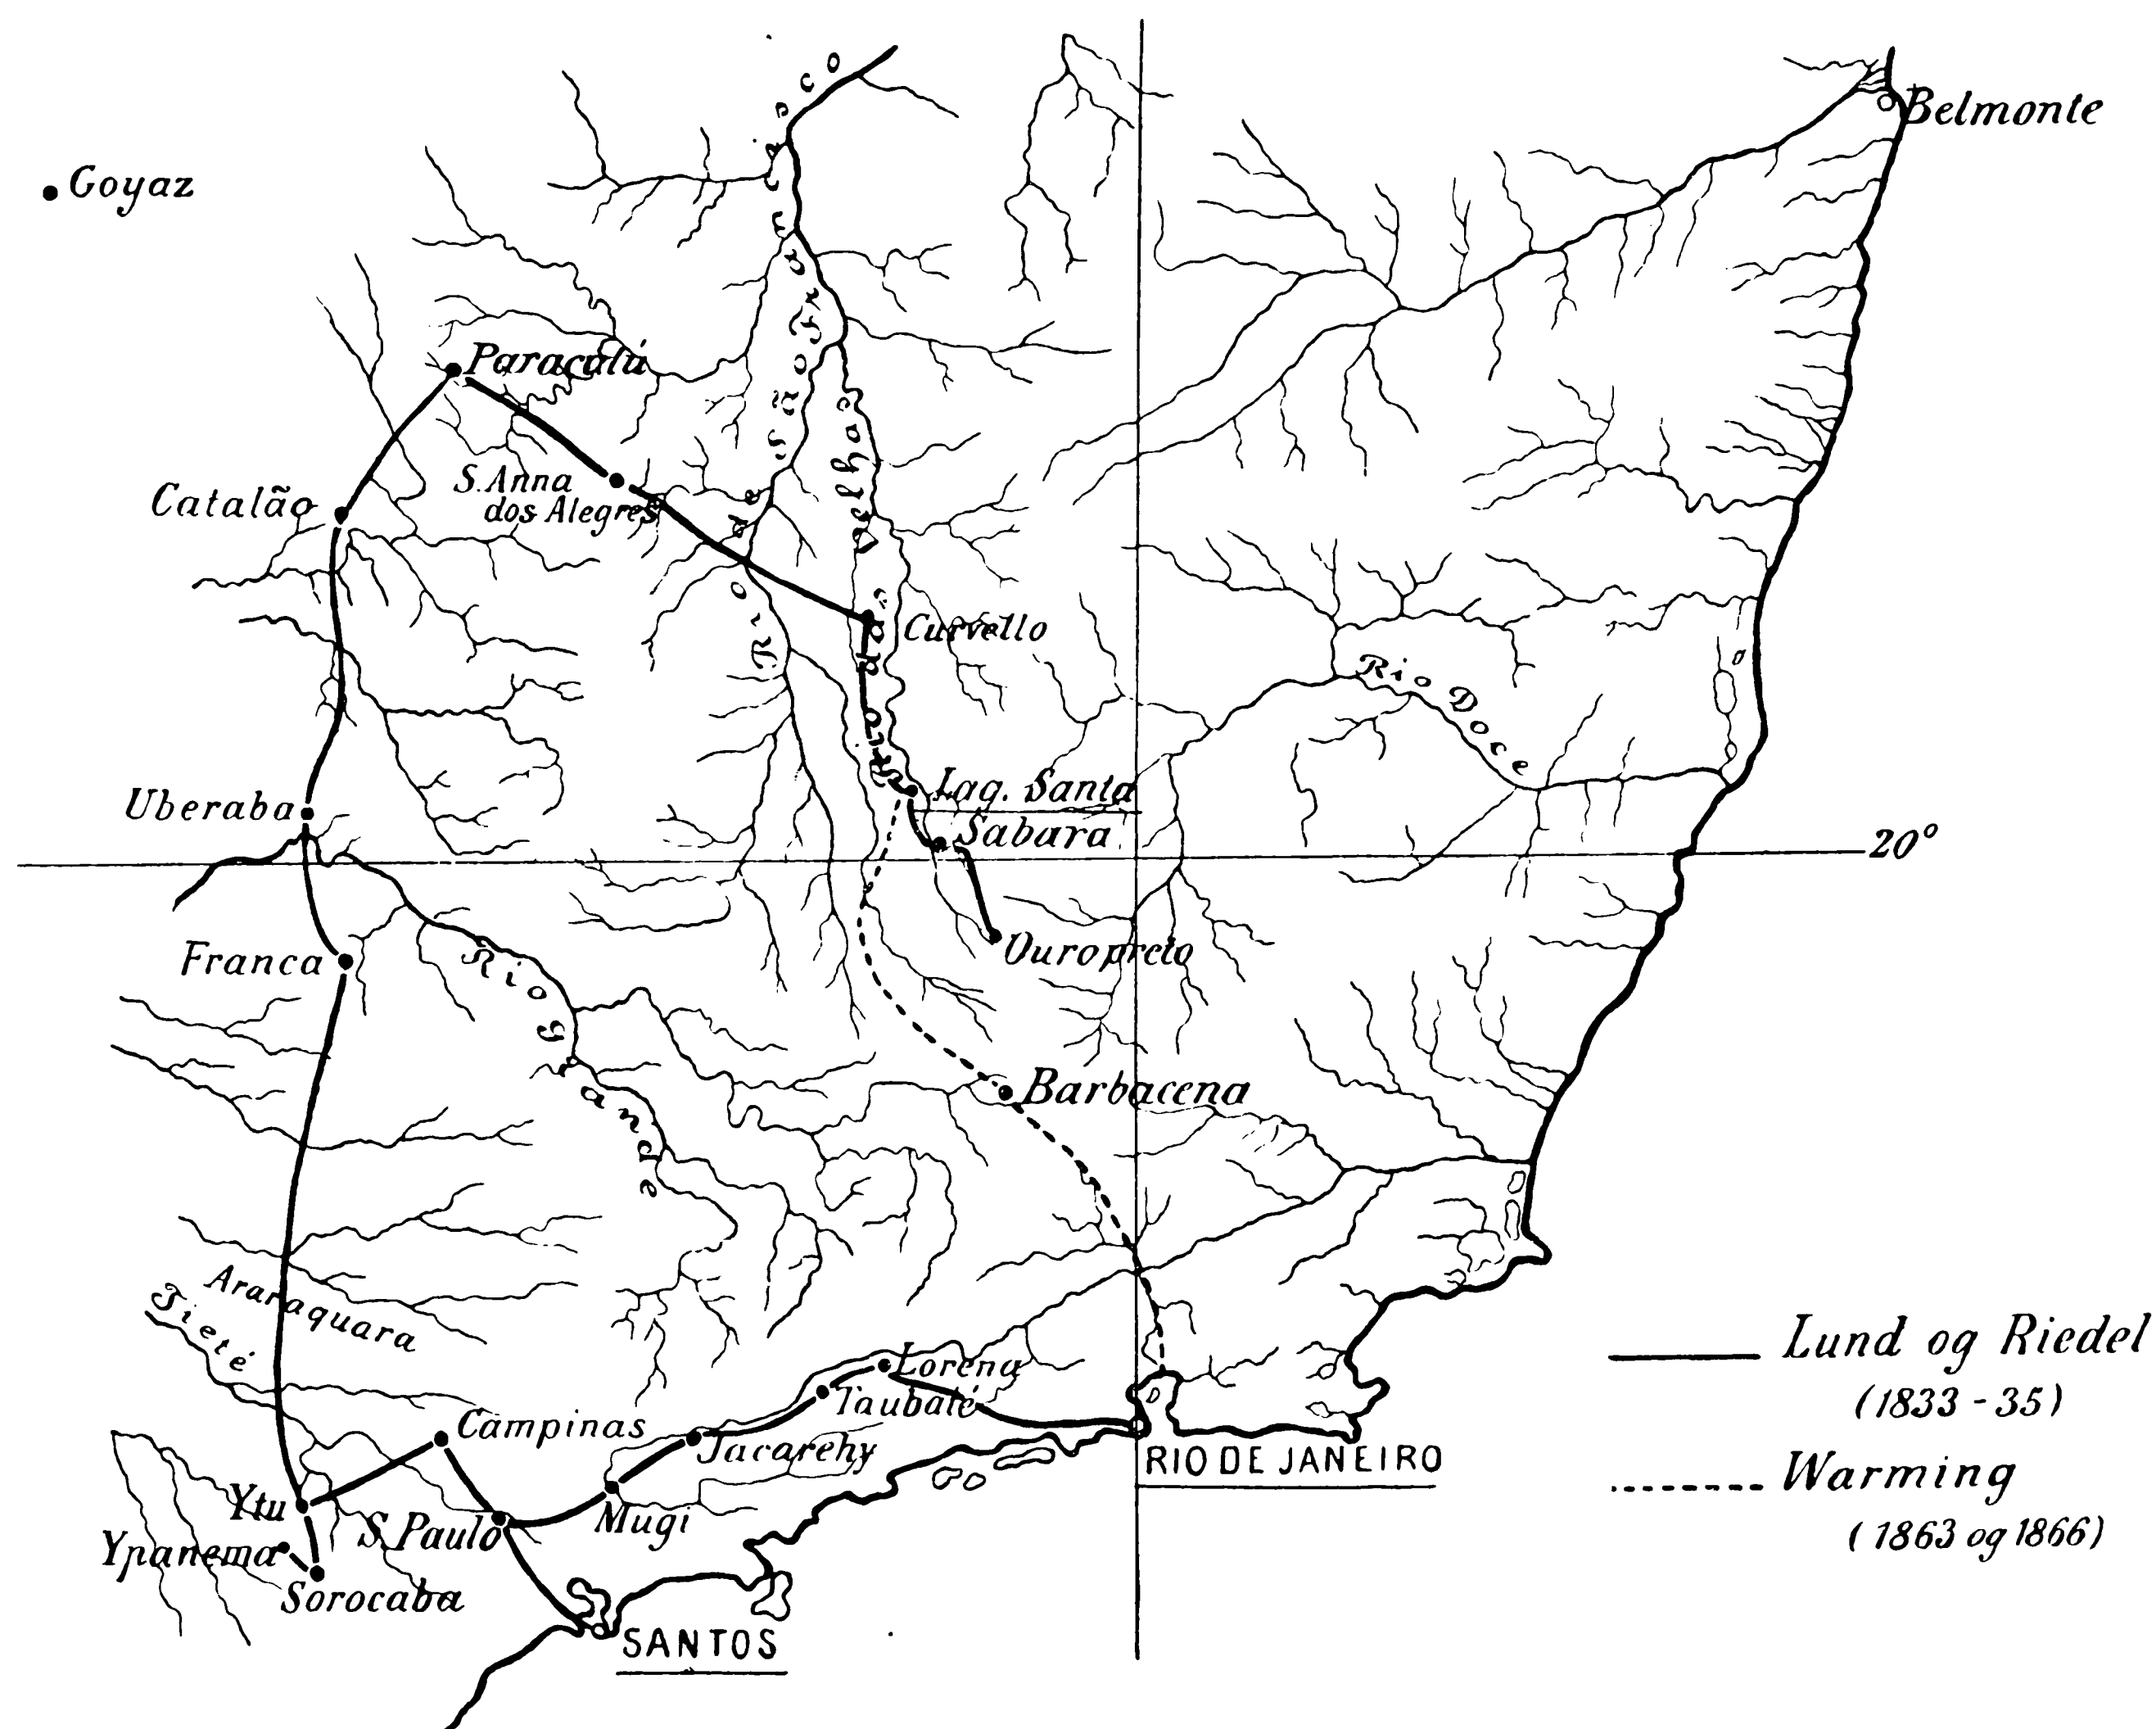 Belmonte
Goyaz
Rio de S. Francisco
Paracatú
S. Anna
dos Alegres
Catalão
Rio das Velhas
Curvello
Rio Doce
Lag. Santa
Uberaba
Sabara
20°
Ouro preto
Franca
Rio Grande
Barbacena
Araraquara
Tieté
Lund og Riedel
(1833-35)
Lorena
Taubaté
Campinas
Jacarehy
RIO DE JANEIRO
Warming
(1863 og 1866)
Ytu
Mugi
S. Paulo
Ypanema
Sorocaba
SANTOS